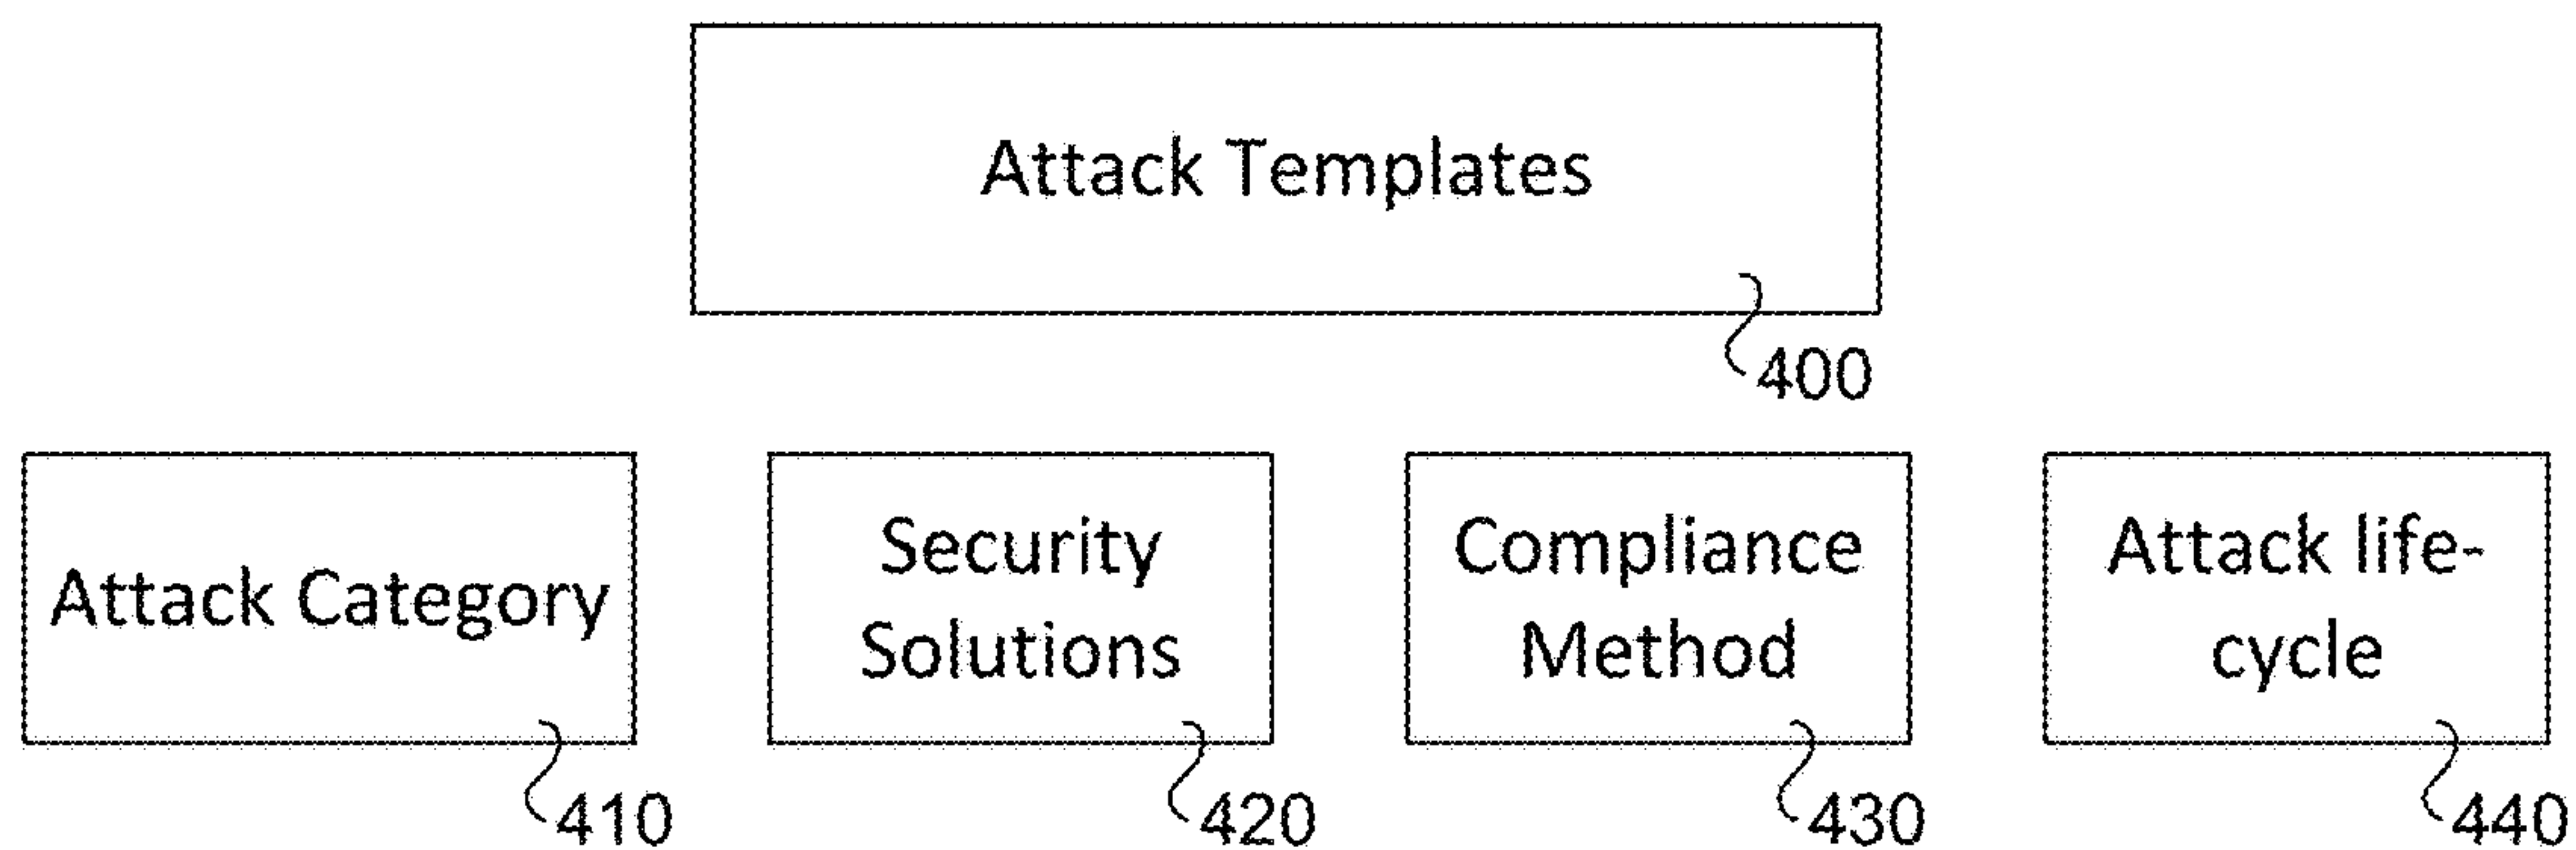 Attack Templates
400
Attack Category
410
Security
Solutions
420
Compliance
Method
430
Attack life-
cycle
440